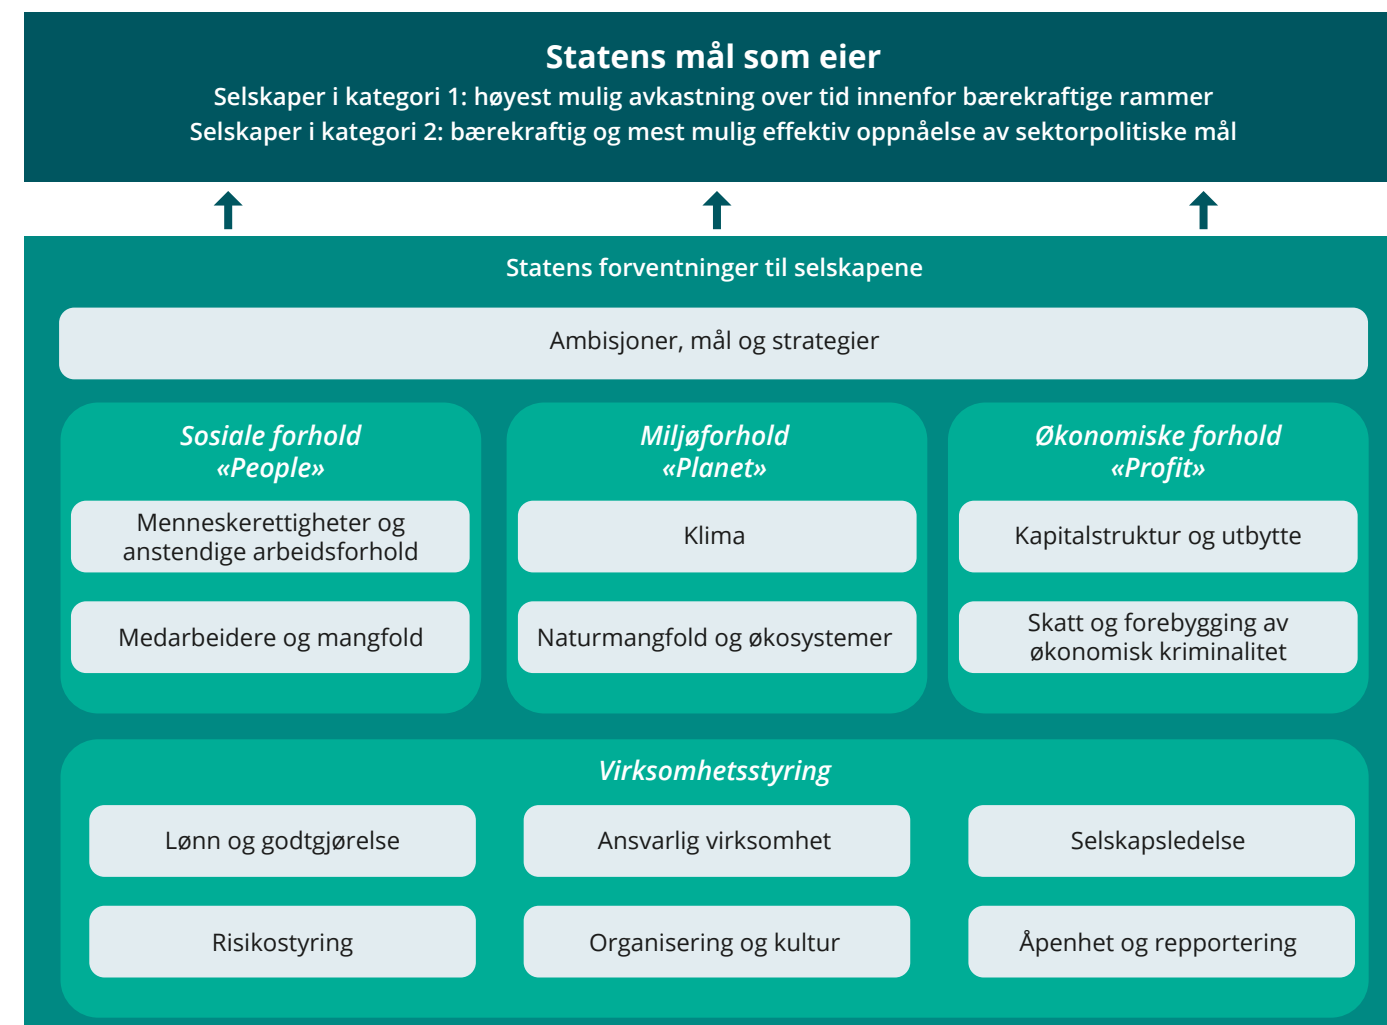 Statens mål som eier
Selskaper i kategori 1: høyest mulig avkastning over tid innenfor bærekraftige rammer
Selskaper i kategori 2: bærekraftig og mest mulig effektiv oppnåelse av sektorpolitiske mål
Statens forventninger til selskapene
Ambisjoner, mål og strategier
Sosiale forhold
«People»
Menneskerettigheter og
anstendige arbeidsforhold
Medarbeidere og mangfold
Miljøforhold
«Planet»
Klima
Naturmangfold og økosystemer
Økonomiske forhold
«Profit»
Kapitalstruktur og utbytte
Skatt og forebygging av
økonomisk kriminalitet
Virksomhetsstyring
Lønn og godtgjørelse
Ansvarlig virksomhet
Selskapsledelse
Risikostyring
Organisering og kultur
Åpenhet og repportering